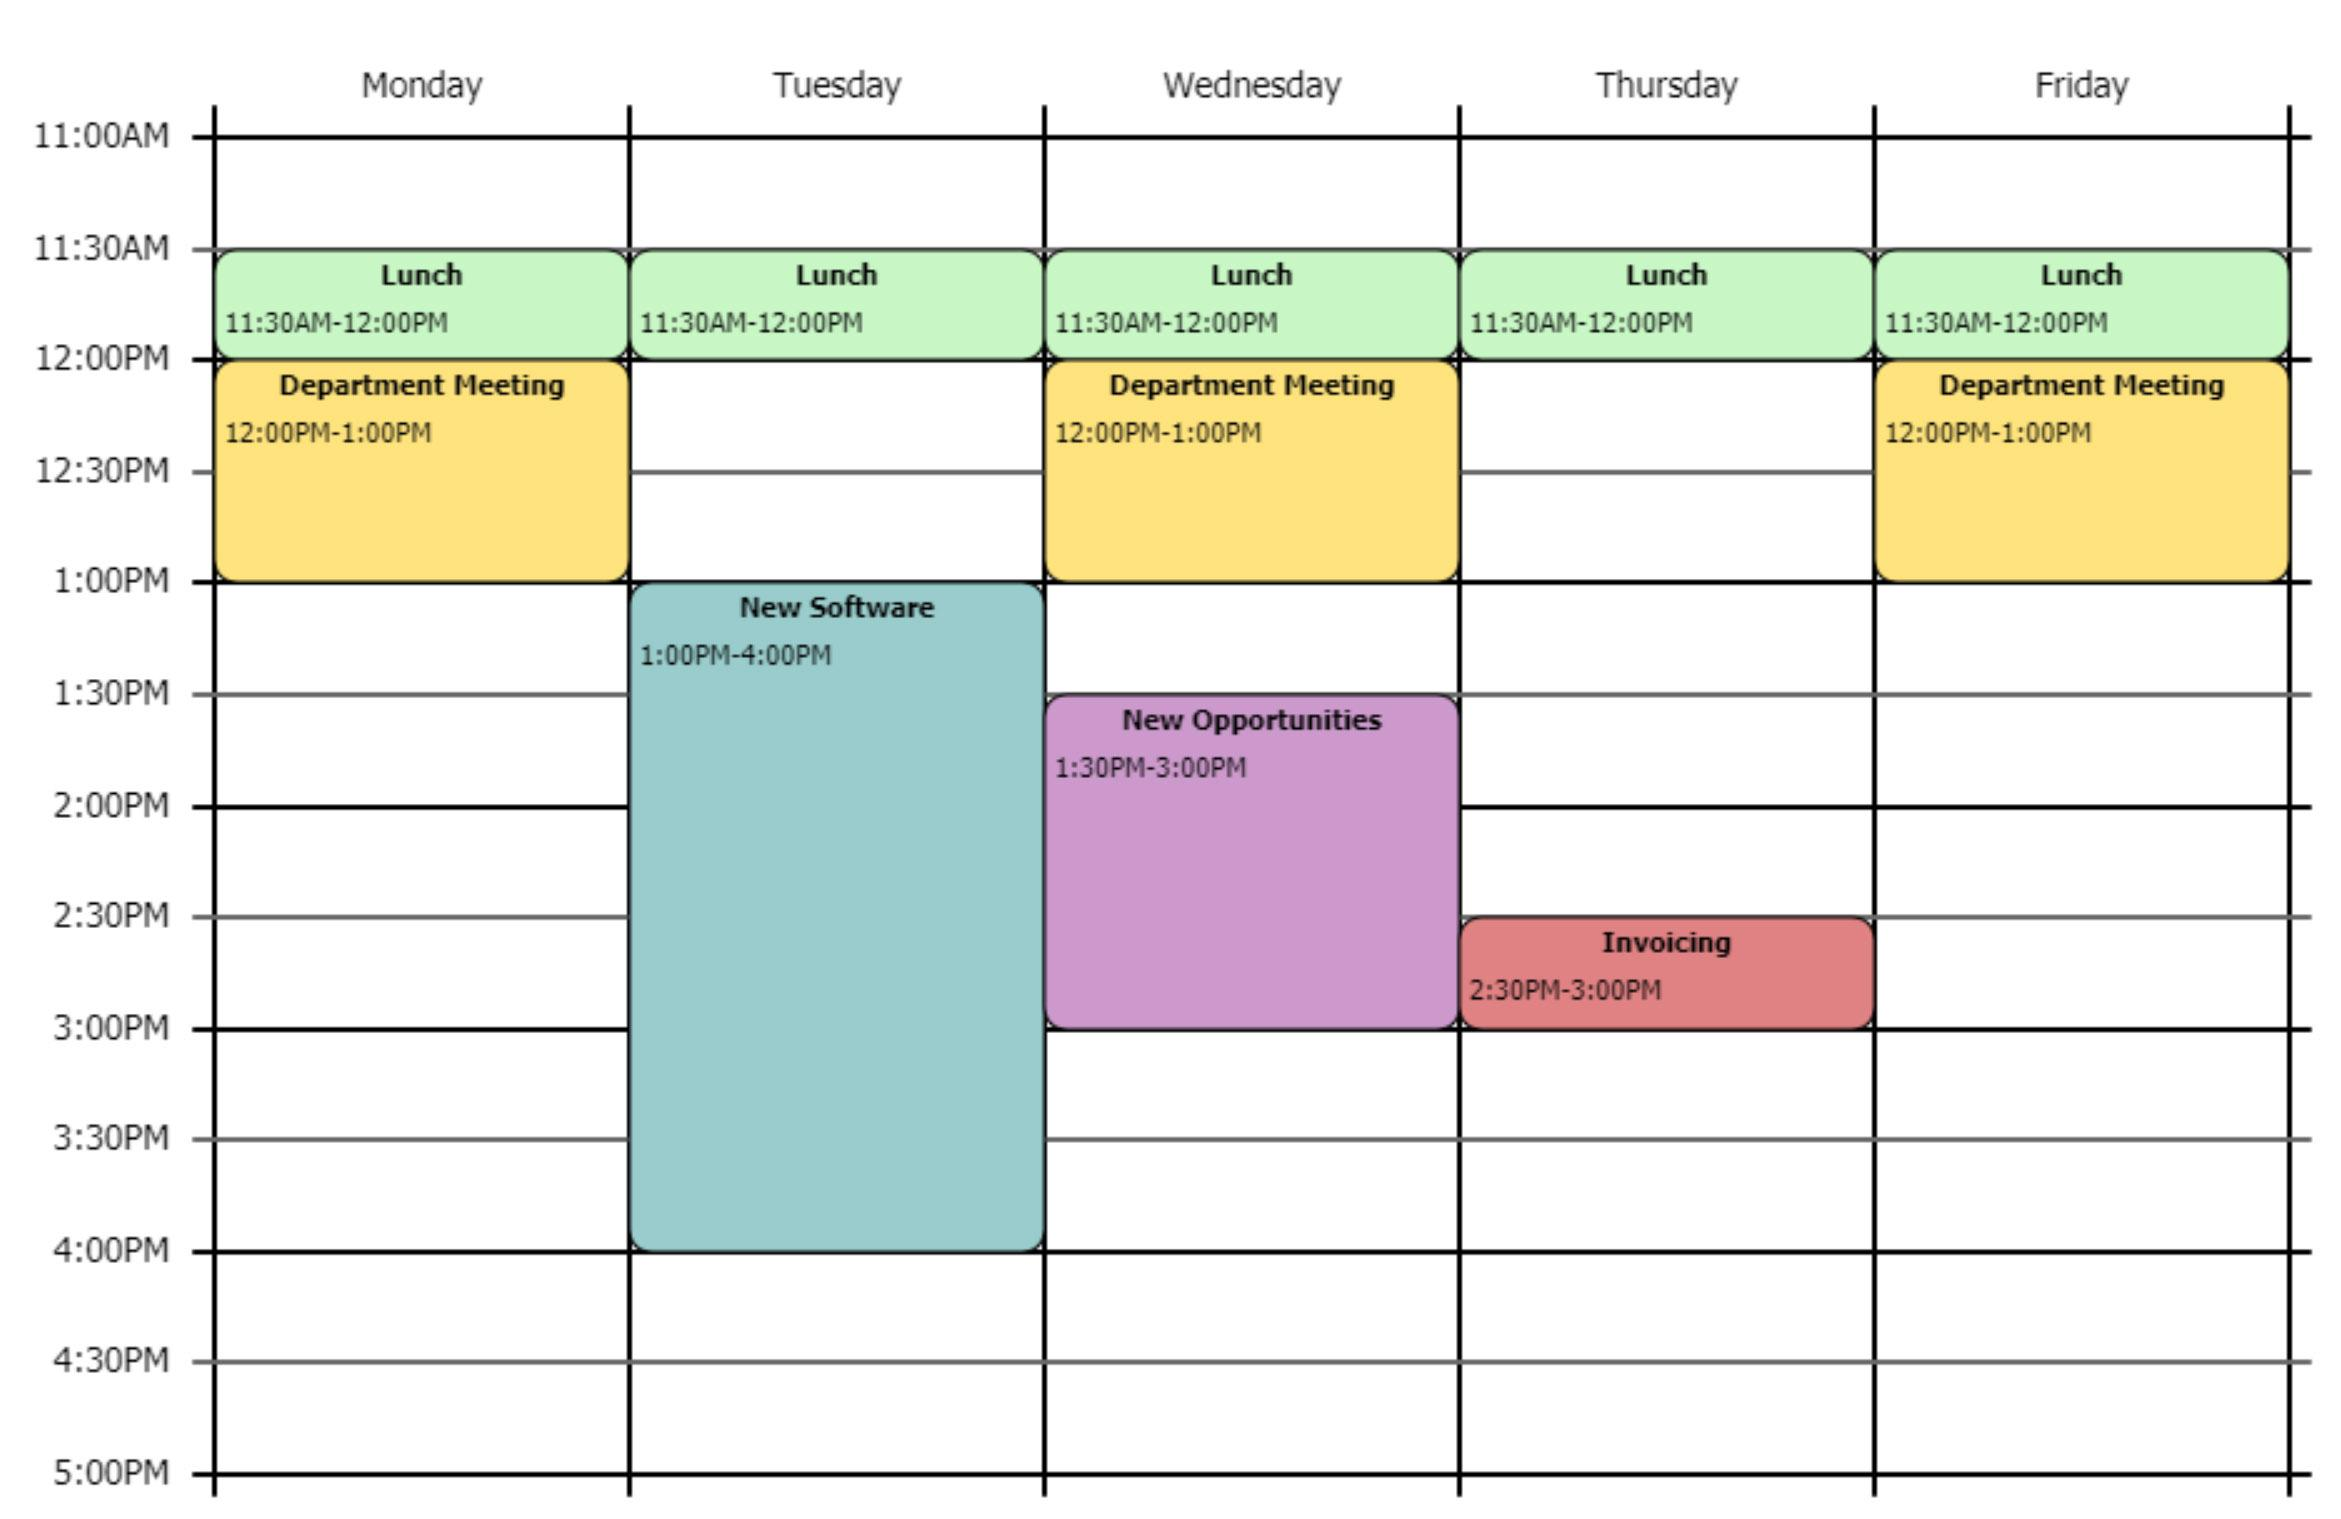 Monday Tuesday Wednesday Thursday Friday
11:00AM
11:30AM
Lunch Lunch Lunch Lunch Lunch
11:30AM-12:00PM 11:30AM-12:00PM 11:30AM-12:00PM 11:30AM-12:00PM 11:30AM-12:00PM
12:00PM
Department Meeting Department Meeting Department Meeting
12:00PM-1:00PM 12:00PM-1:00PM 12:00PM-1:00PM
12:30PM
1:00PM
New Software
1:00PM-4:00PM
1:30PM
New Opportunities
1:30PM-3:00PM
2:00PM
2:30PM
Invoicing
2:30PM-3:00PM
3:00PM
3:30PM
4:00PM
4:30PM
5:00PM